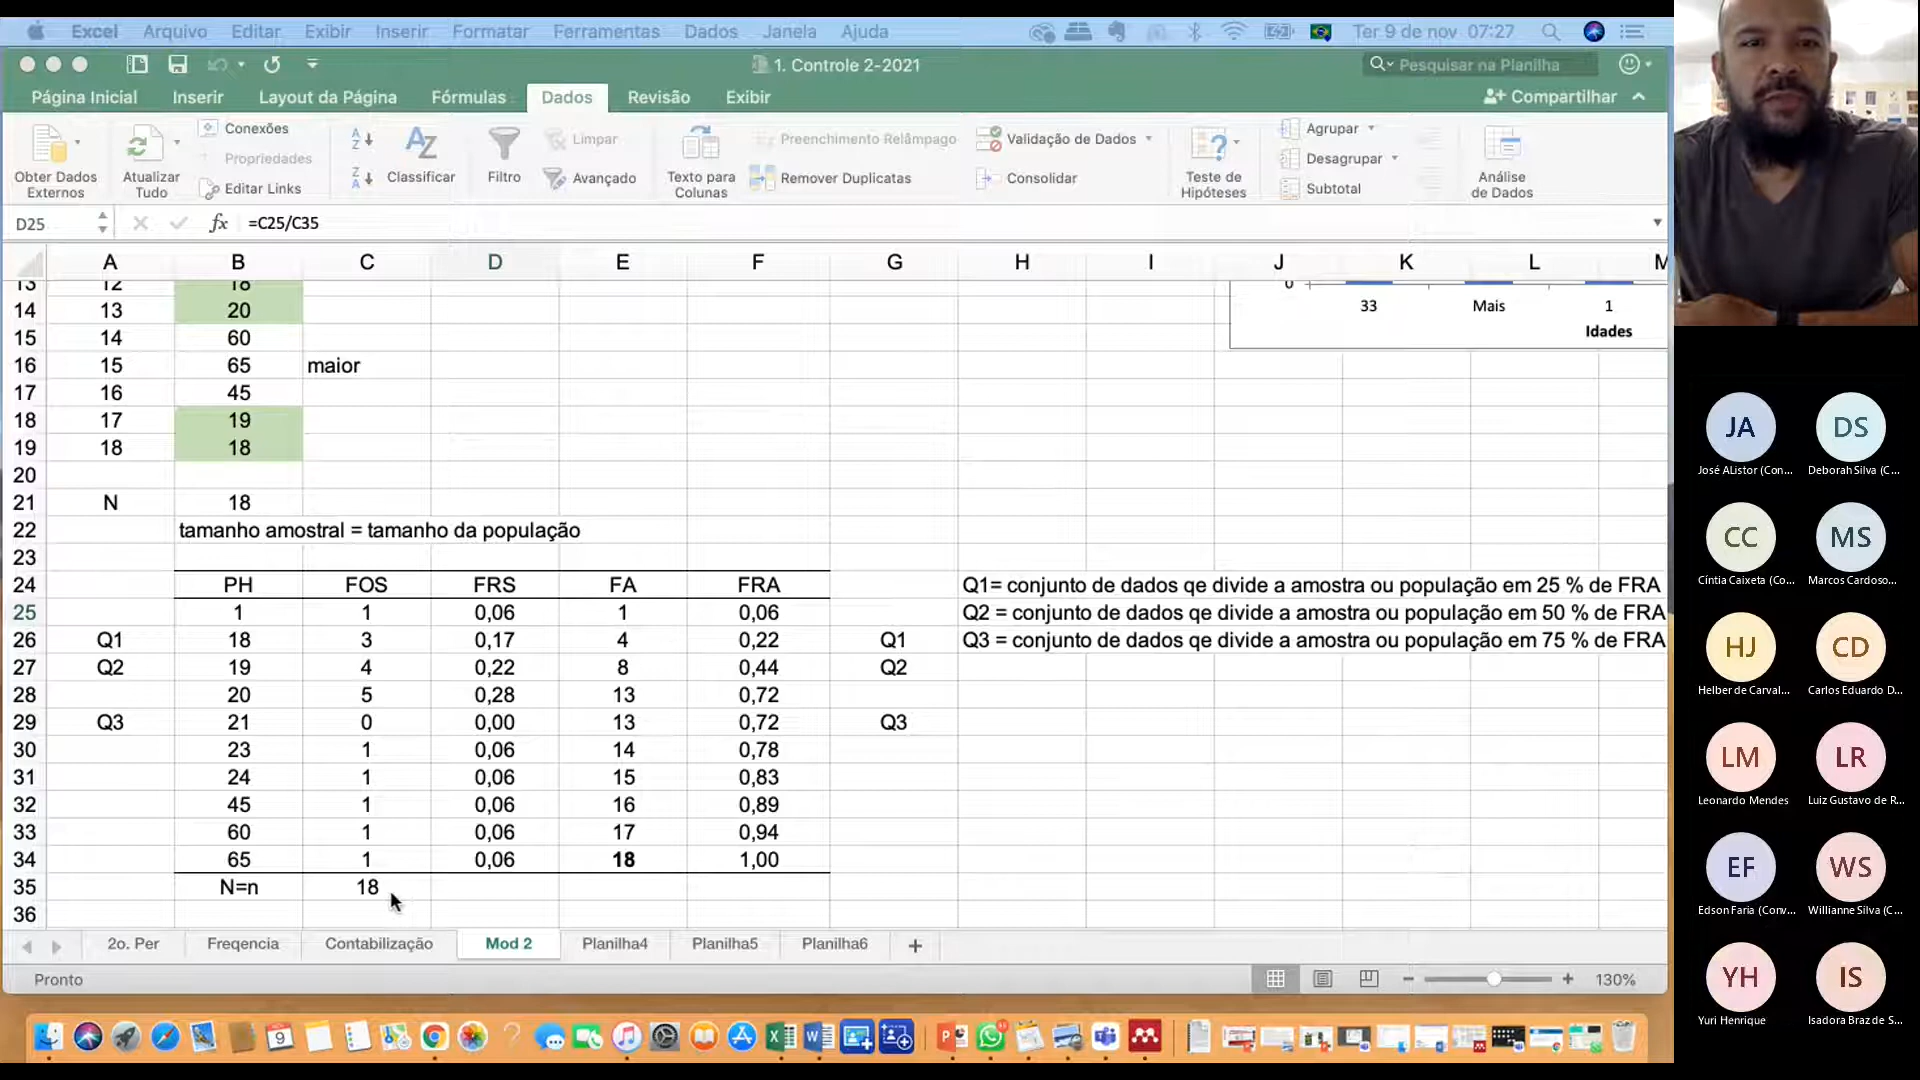 Excel Arquivo Editar Exibir Inserir Formatar Ferramentas Dados Janela Ajuda Ter 9 de nov 07:27
1. Controle 2-2021 Pesquisar na Planilha
Página Inicial Inserir Layout da Página Fórmulas Dados Revisão Exibir Compartilhar
Obter Dados Externos
Atualizar Tudo
Conexões
Propriedades
Editar Links
Classificar
Filtro
Limpar
Avançado
Texto para Colunas
Preenchimento Relâmpago
Remover Duplicatas
Validação de Dados
Consolidar
Teste de Hipóteses
Agrupar
Desagrupar
Subtotal
Análise de Dados
D25 fx =C25/C35
A B C D E F G H I J K L M
13 12 18 0
14 13 20 33 Mais 1
15 14 60 Idades
16 15 65 maior
17 16 45
18 17 19
19 18 18
20
21 N 18
22 tamanho amostral = tamanho da população
23
24 PH FOS FRS FA FRA Q1= conjunto de dados qe divide a amostra ou população em 25 % de FRA
25 1 1 0,06 1 0,06 Q2 = conjunto de dados qe divide a amostra ou população em 50 % de FRA
26 Q1 18 3 0,17 4 0,22 Q1 Q3 = conjunto de dados qe divide a amostra ou população em 75 % de FRA
27 Q2 19 4 0,22 8 0,44 Q2
28 20 5 0,28 13 0,72
29 Q3 21 0 0,00 13 0,72 Q3
30 23 1 0,06 14 0,78
31 24 1 0,06 15 0,83
32 45 1 0,06 16 0,89
33 60 1 0,06 17 0,94
34 65 1 0,06 18 1,00
35 N=n 18
36
2o. Per Freqencia Contabilização Mod 2 Planilha4 Planilha5 Planilha6 +
Pronto 130%
JA DS
José AListor (Con... Deborah Silva (C...
CC MS
Cíntia Caixeta (Co... Marcos Cardoso...
HJ CD
Helber de Carval... Carlos Eduardo D...
LM LR
Leonardo Mendes Luiz Gustavo de R...
EF WS
Edson Faria (Conv... Willianne Silva (C...
YH IS
Yuri Henrique Isadora Braz de S...